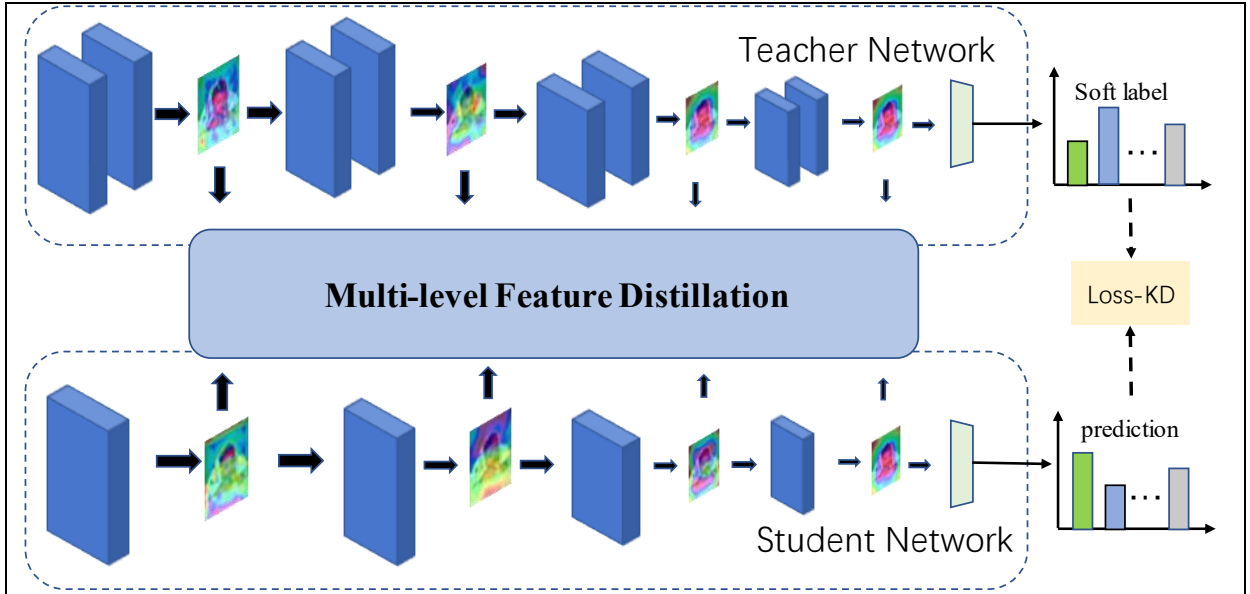 Teacher Network
Soft label
...
Multi-level Feature Distillation
Loss-KD
prediction
...
Student Network